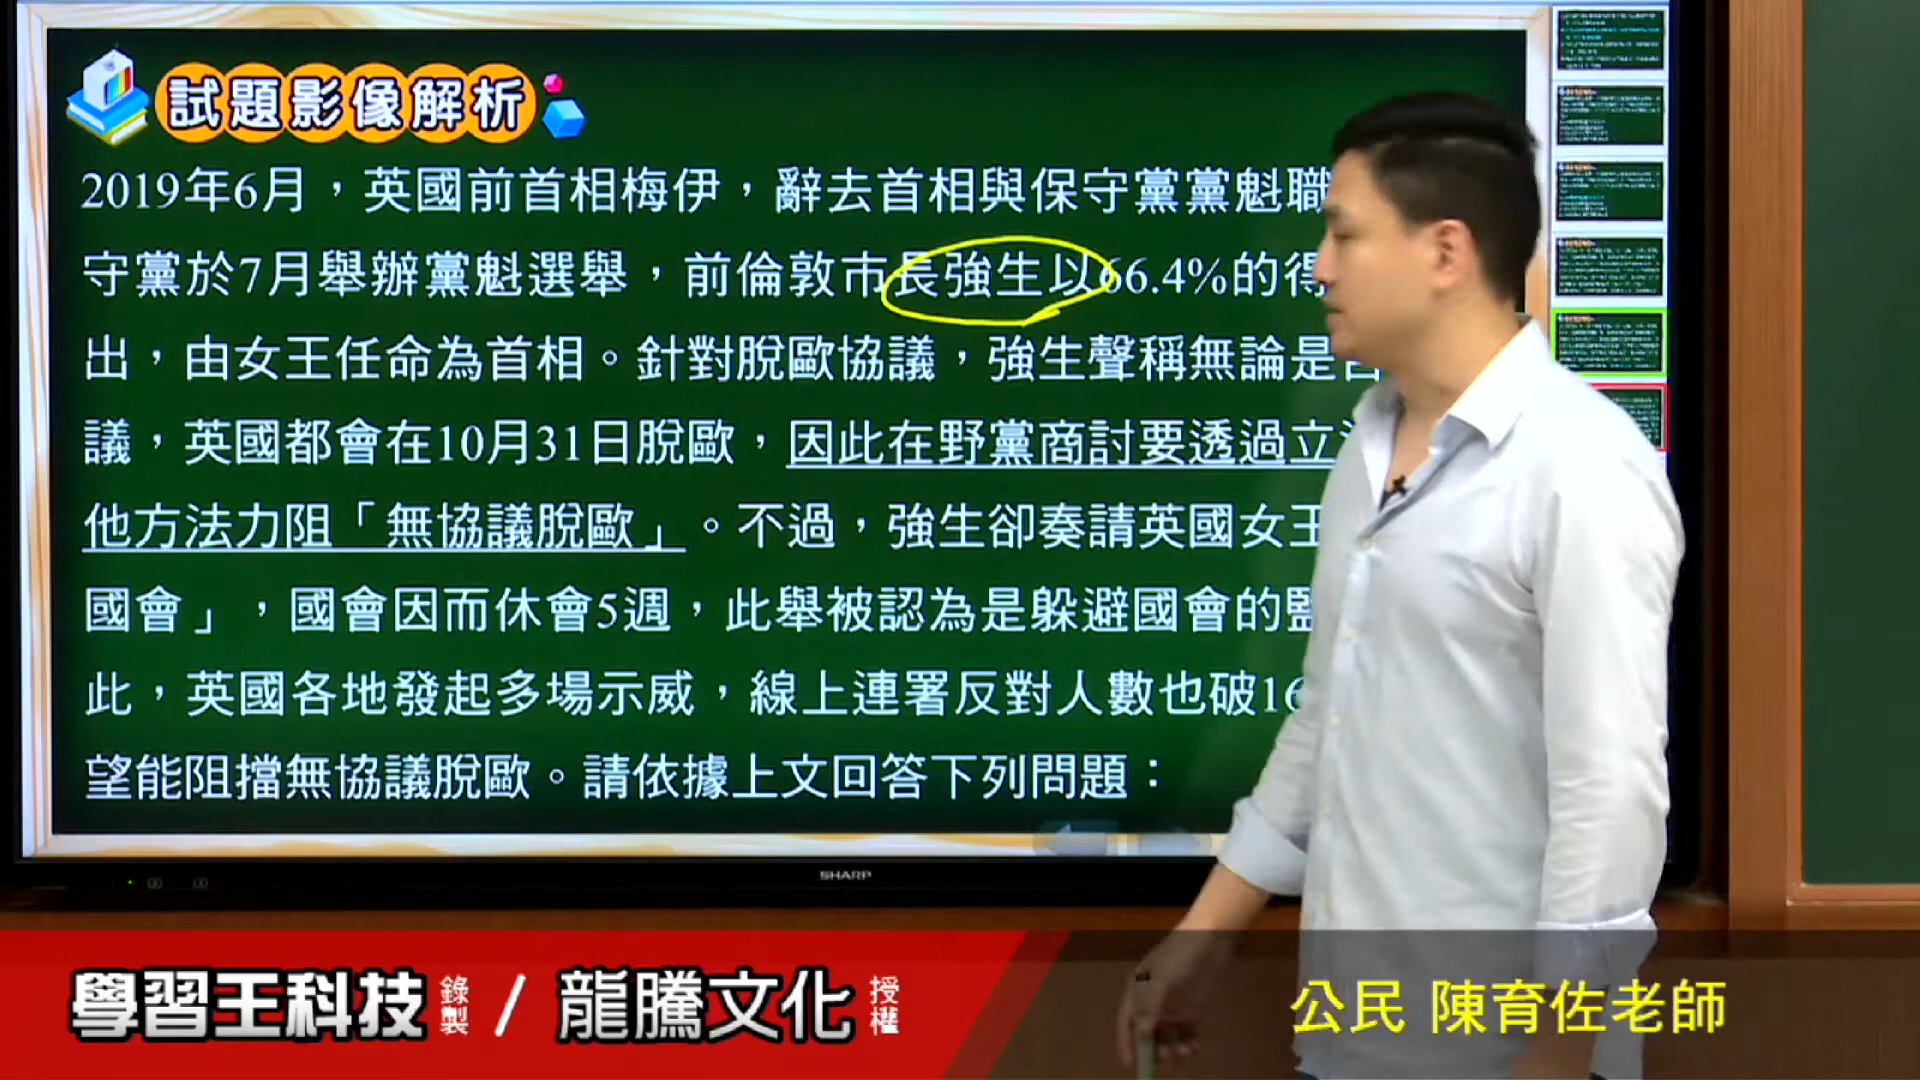 試題影像解析
2019年6月，英國前首相梅伊，辭去首相與保守黨黨魁職
守黨於7月舉辦黨魁選舉，前倫敦市長強生以66.4%的得
出，由女王任命為首相。針對脫歐協議，強生聲稱無論是否
議，英國都會在10月31日脫歐，因此在野黨商討要透過立
他方法力阻「無協議脫歐」。不過，強生卻奏請英國女王
國會」，國會因而休會5週，此舉被認為是躲避國會的監
此，英國各地發起多場示威，線上連署反對人數也破16
望能阻擋無協議脫歐。請依據上文回答下列問題：
SHARP
學習王科技 錄製 / 龍騰文化 授權
公民 陳育佐老師